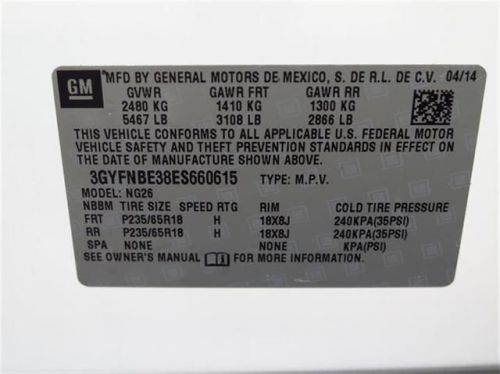 GM
MFD BY GENERAL MOTORS DE MEXICO, S. DE R.L. DE C.V. 04/14
GVWR GAWR FRT GAWR RR
2480 KG 1410 KG 1300 KG
5467 LB 3108 LB 2866 LB
THIS VEHICLE CONFORMS TO ALL APPLICABLE U.S. FEDERAL MOTOR
VEHICLE SAFETY AND THEFT PREVENTION STANDARDS IN EFFECT ON
THE DATE OF MANUFACTURE SHOWN ABOVE.
3GYFNBE38ES660615 TYPE: M.P.V.
MODEL: NG26
NBBM TIRE SIZE SPEED RTG RIM COLD TIRE PRESSURE
FRT P235/65R18 H 18X8J 240KPA(35PSI)
RR P235/65R18 H 18X8J 240KPA(35PSI)
SPA NONE NONE KPA(PSI)
SEE OWNER'S MANUAL FOR MORE INFORMATION.